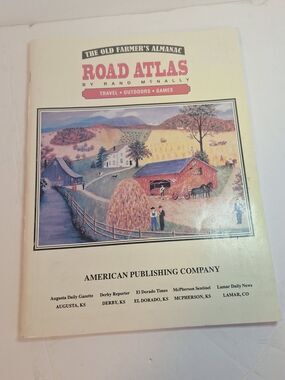 THE OLD FARMER'S ALMANAC
ROAD ATLAS
BY RAND McNALLY
TRAVEL • OUTDOORS • GAMES
AMERICAN PUBLISHING COMPANY
Augusta Daily Gazette Derby Reporter El Dorado Times McPherson Sentinel Lamar Daily News
AUGUSTA, KS DERBY, KS EL DORADO, KS MCPHERSON, KS LAMAR, CO